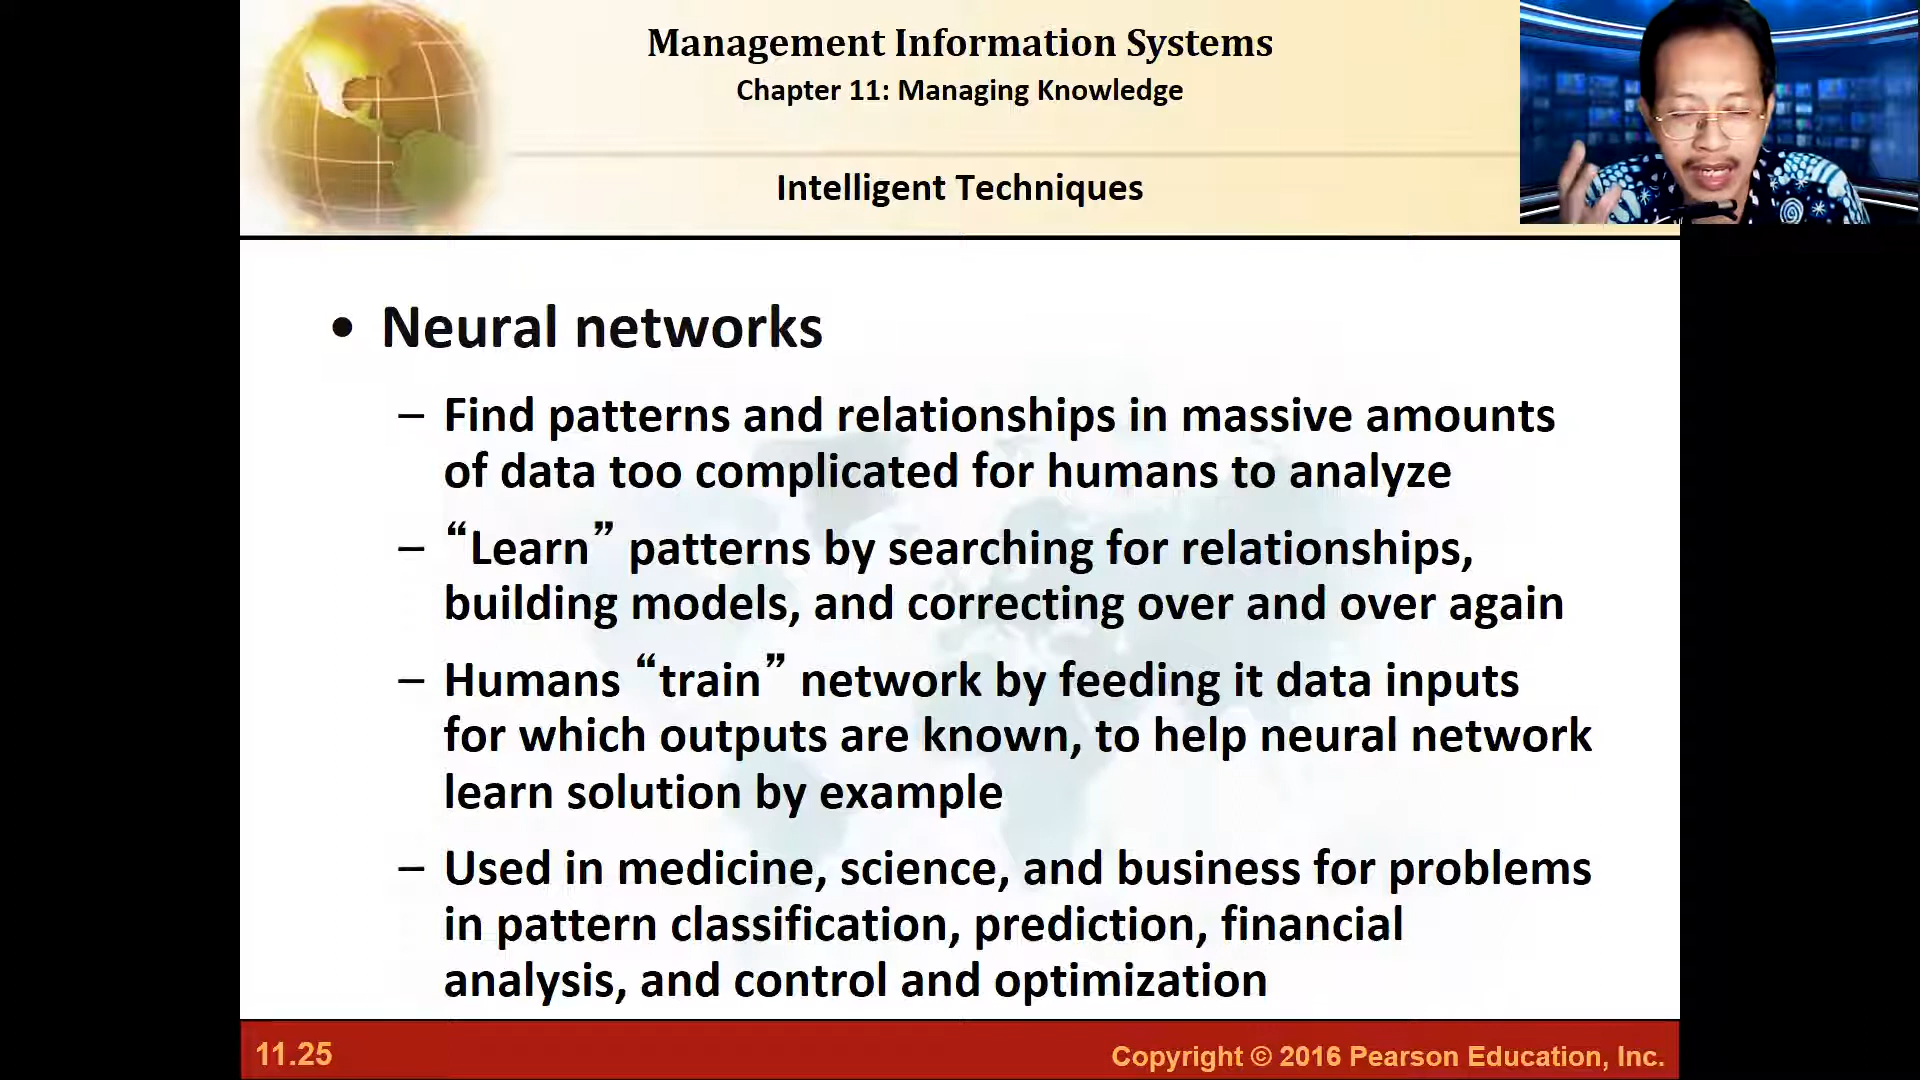 Management Information Systems
Chapter 11: Managing Knowledge
Intelligent Techniques
• Neural networks
– Find patterns and relationships in massive amounts
of data too complicated for humans to analyze
– “Learn” patterns by searching for relationships,
building models, and correcting over and over again
– Humans “train” network by feeding it data inputs
for which outputs are known, to help neural network
learn solution by example
– Used in medicine, science, and business for problems
in pattern classification, prediction, financial
analysis, and control and optimization
11.25
Copyright © 2016 Pearson Education, Inc.